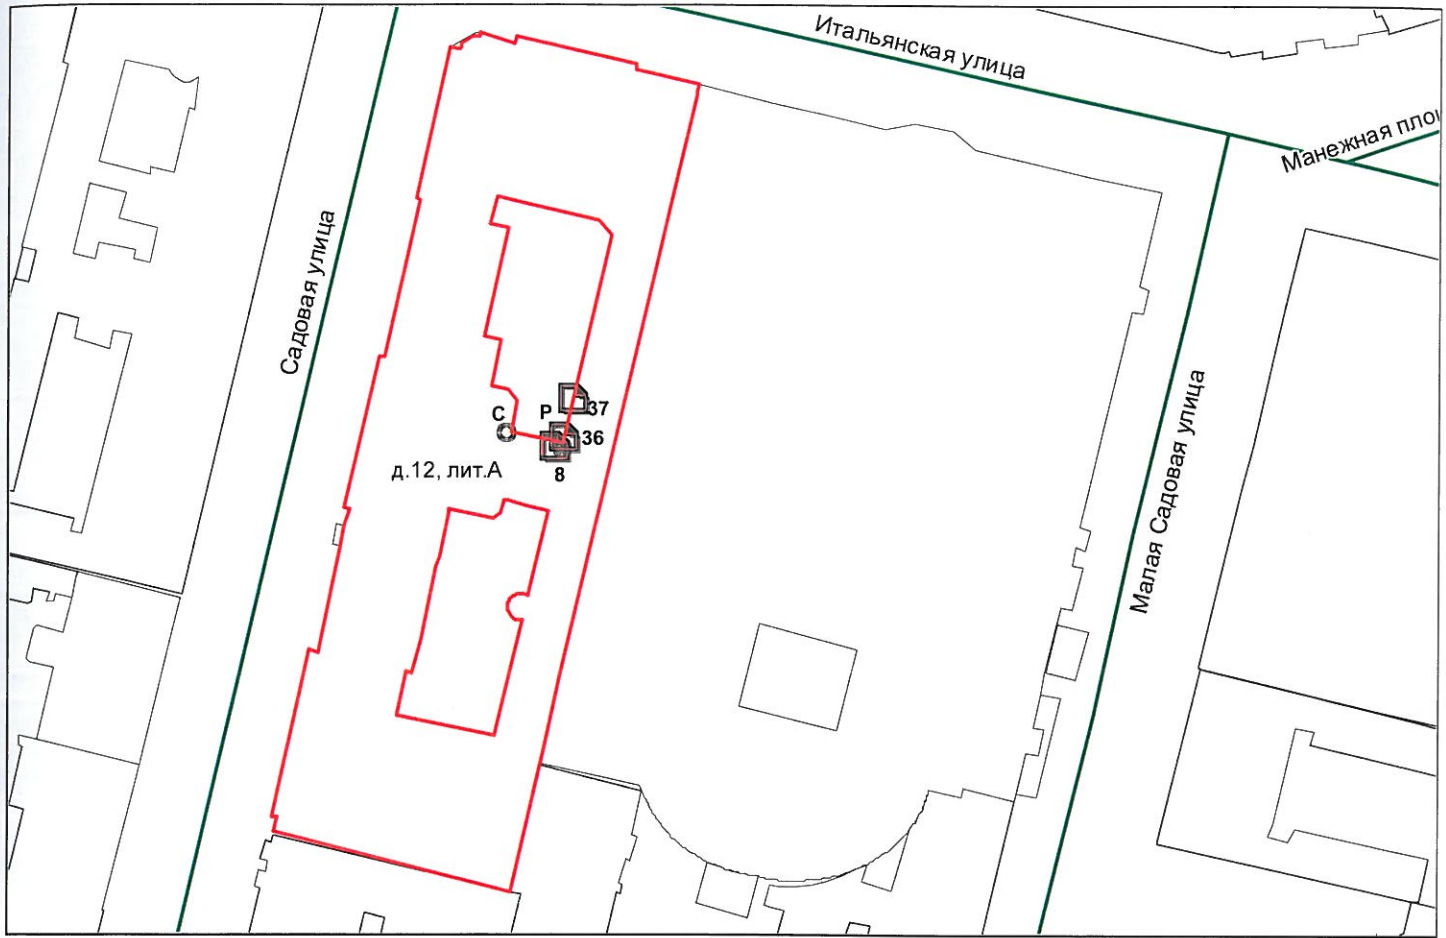 Итальянская улица
Манежная пло
Садовая улица
С
Р
37
36
8
д.12, лит.А
Малая Садовая улица